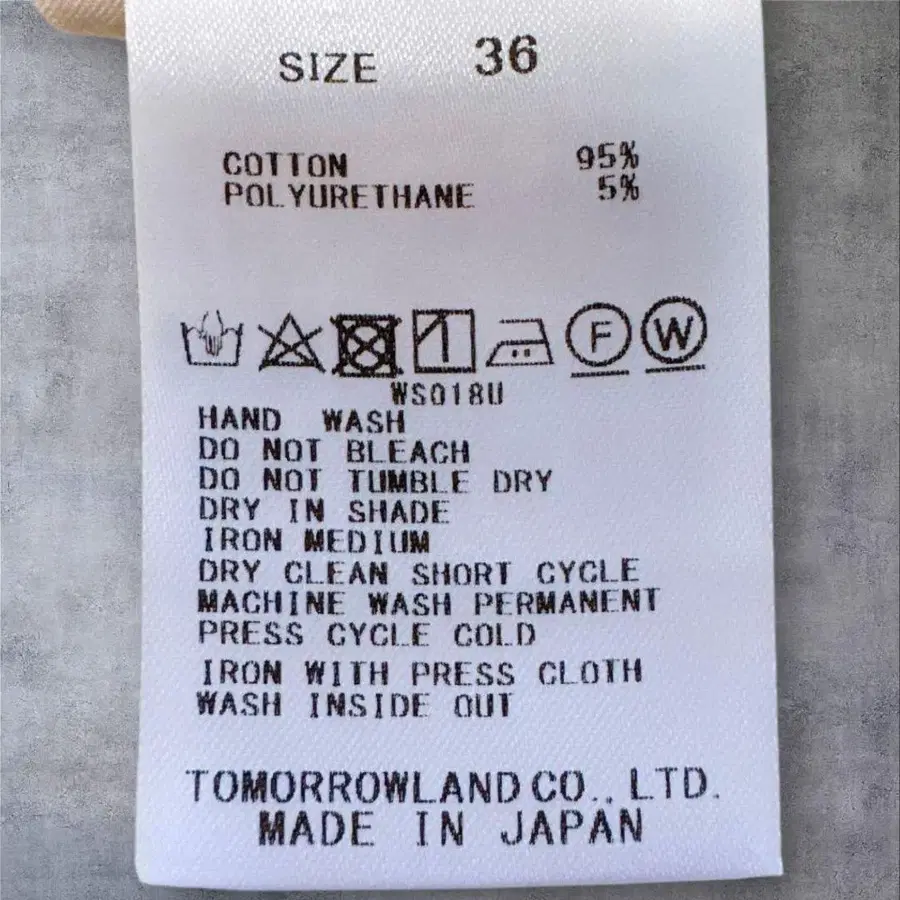 SIZE 36
COTTON 95%
POLYURETHANE 5%
F W
WS018U
HAND WASH
DO NOT BLEACH
DO NOT TUMBLE DRY
DRY IN SHADE
IRON MEDIUM
DRY CLEAN SHORT CYCLE
MACHINE WASH PERMANENT
PRESS CYCLE COLD
IRON WITH PRESS CLOTH
WASH INSIDE OUT
TOMORROWLAND CO., LTD.
MADE IN JAPAN